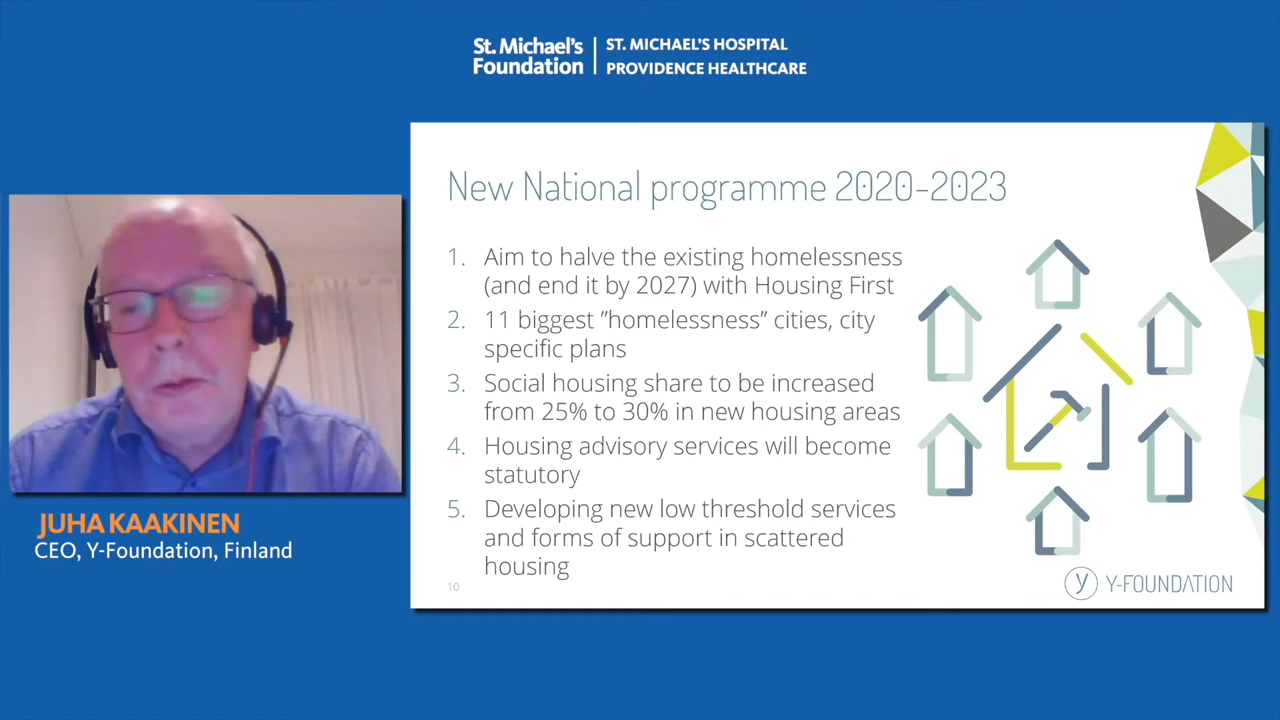 St. Michael's
Foundation
ST. MICHAEL'S HOSPITAL
PROVIDENCE HEALTHCARE
New National programme 2020-2023
1. Aim to halve the existing homelessness
(and end it by 2027) with Housing First
2. 11 biggest ”homelessness” cities, city
specific plans
3. Social housing share to be increased
from 25% to 30% in new housing areas
4. Housing advisory services will become
statutory
5. Developing new low threshold services
and forms of support in scattered
housing
10
y Y-FOUNDATION
JUHA KAAKINEN
CEO, Y-Foundation, Finland